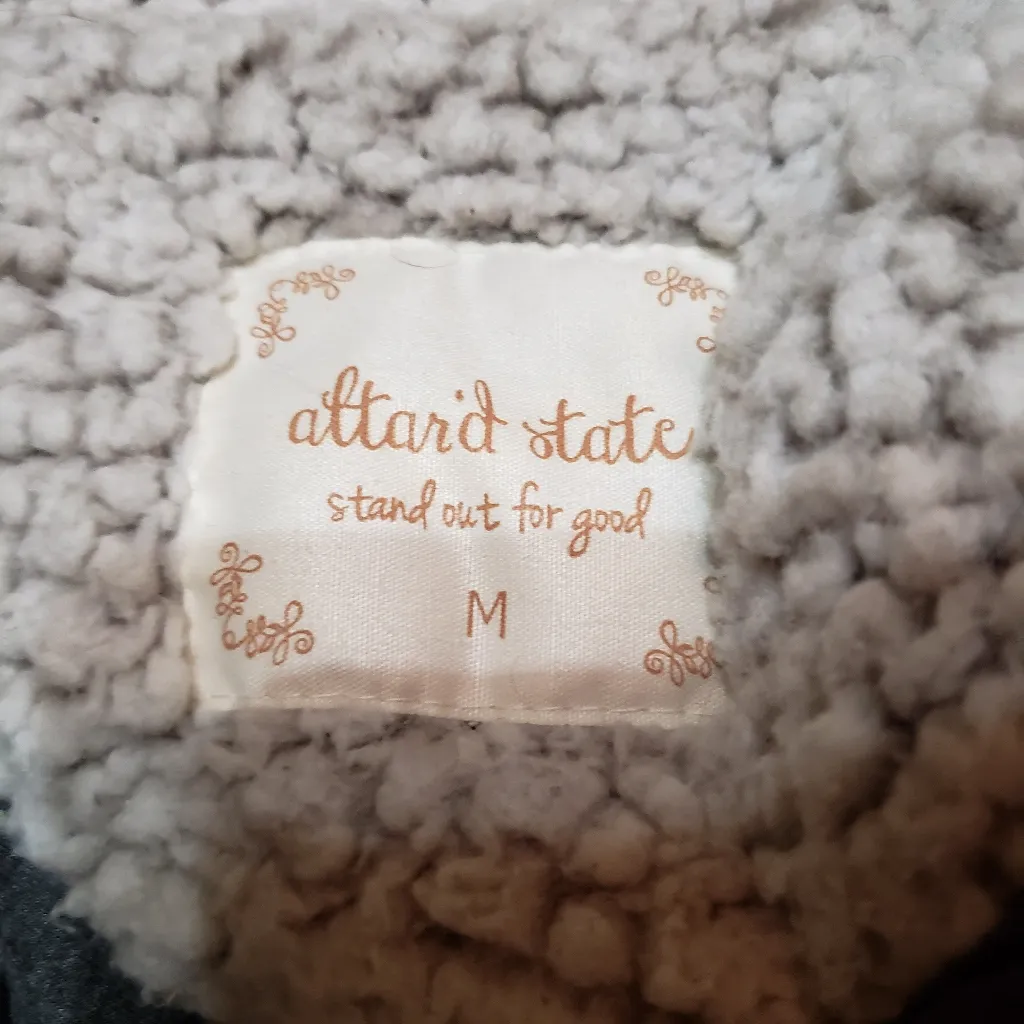 altar'd state
stand out for good
M